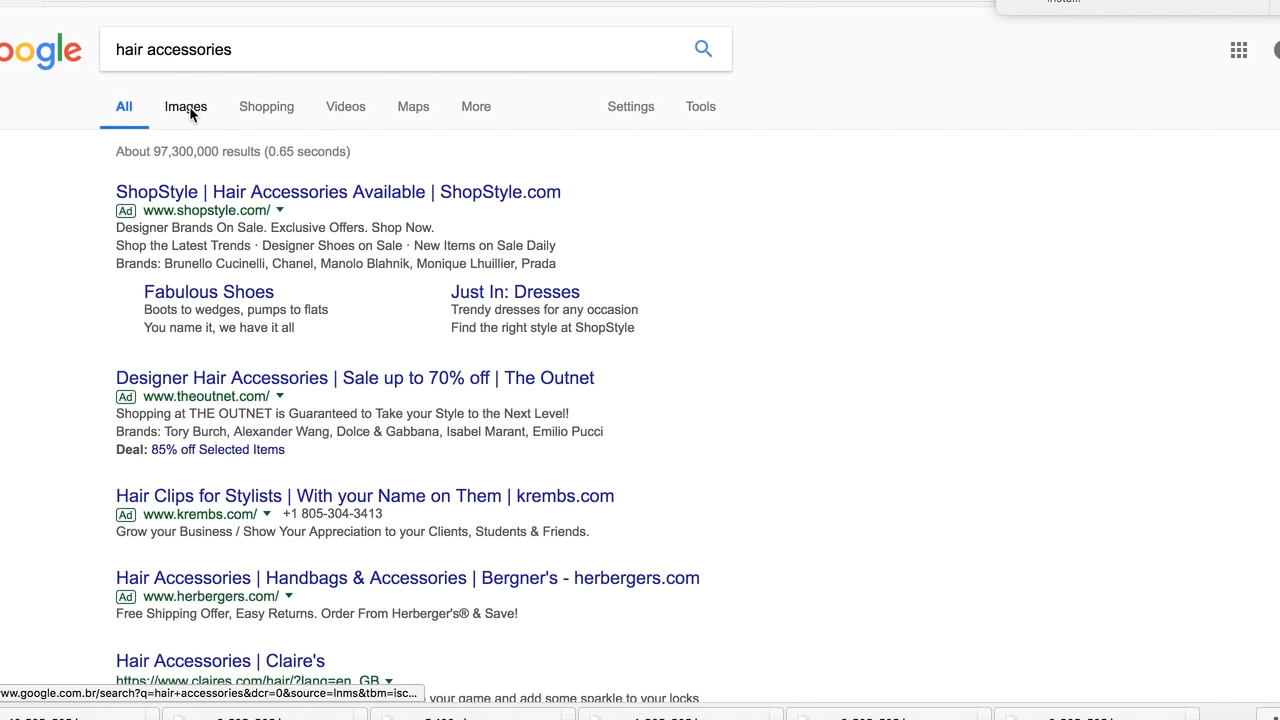 oogle
hair accessories
All Images Shopping Videos Maps More Settings Tools
About 97,300,000 results (0.65 seconds)
ShopStyle | Hair Accessories Available | ShopStyle.com
Ad www.shopstyle.com/
Designer Brands On Sale. Exclusive Offers. Shop Now.
Shop the Latest Trends · Designer Shoes on Sale · New Items on Sale Daily
Brands: Brunello Cucinelli, Chanel, Manolo Blahnik, Monique Lhuillier, Prada
Fabulous Shoes
Boots to wedges, pumps to flats
You name it, we have it all
Just In: Dresses
Trendy dresses for any occasion
Find the right style at ShopStyle
Designer Hair Accessories | Sale up to 70% off | The Outnet
Ad www.theoutnet.com/
Shopping at THE OUTNET is Guaranteed to Take your Style to the Next Level!
Brands: Tory Burch, Alexander Wang, Dolce & Gabbana, Isabel Marant, Emilio Pucci
Deal: 85% off Selected Items
Hair Clips for Stylists | With your Name on Them | krembs.com
Ad www.krembs.com/ +1 805-304-3413
Grow your Business / Show Your Appreciation to your Clients, Students & Friends.
Hair Accessories | Handbags & Accessories | Bergner's - herbergers.com
Ad www.herbergers.com/
Free Shipping Offer, Easy Returns. Order From Herberger's® & Save!
Hair Accessories | Claire's
https://www.claires.com/hair/?lang=en_GB
ww.google.com.br/search?q=hair+accessories&dcr=0&source=lnms&tbm=isc...
your game and add some sparkle to your locks